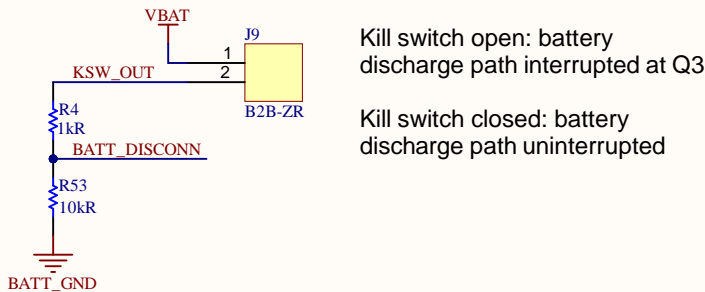 VBAT
J9
1
2
KSW_OUT
B2B-ZR
R4
1kR
BATT_DISCONN
R53
10kR
BATT_GND
Kill switch open: battery
discharge path interrupted at Q3
Kill switch closed: battery
discharge path uninterrupted